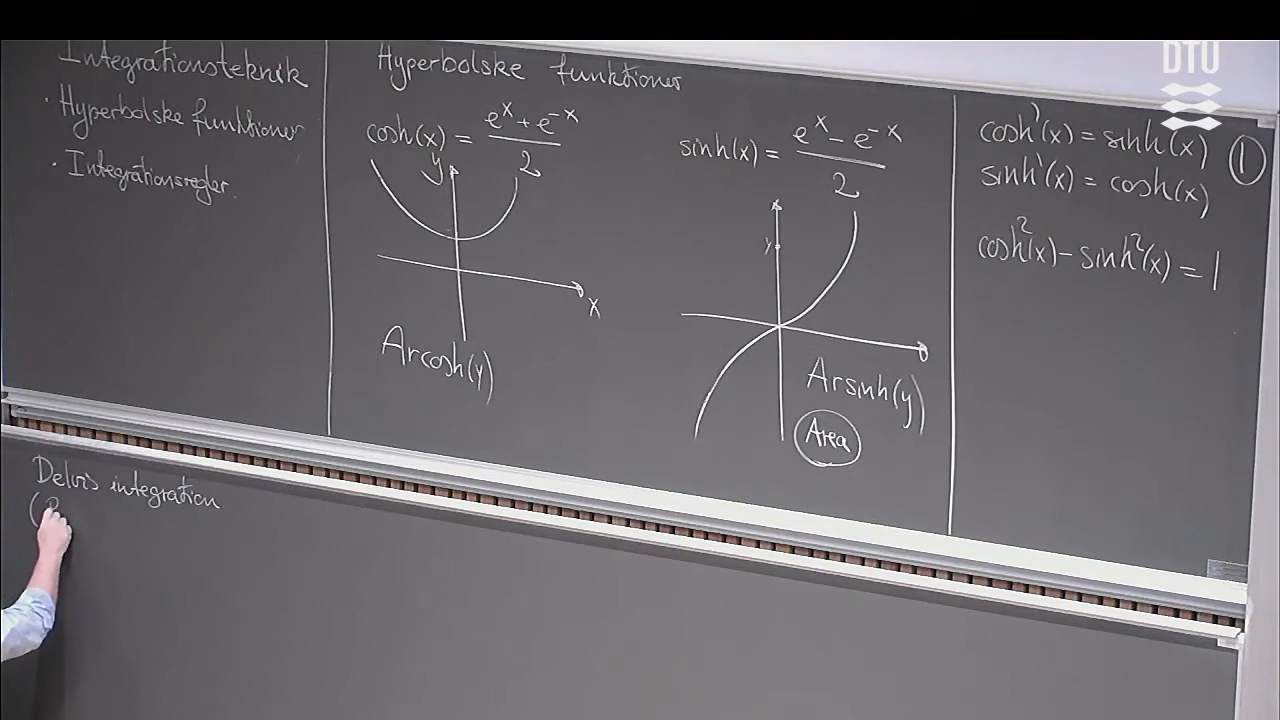 DTU
Integrationsteknik
· Hyperbolske funktioner
· Integrationsregler.
Hyperbolske funktioner
cosh(x) = (e^x + e^-x)/2
y
x
Arcosh(y)
sinh(x) = (e^x - e^-x)/2
y
Arsinh(y)
Area
cosh'(x) = sinh(x)
sinh'(x) = cosh(x)
1
cosh²(x) - sinh²(x) = 1
Delvis integration
(